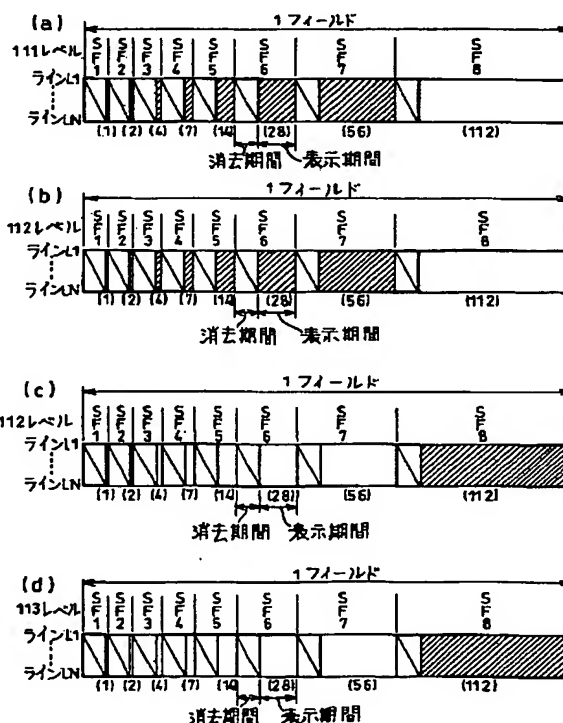 (a)
1フィールド
111レベル
SF1 SF2 SF3 SF4 SF5 SF6 SF7 SF8
ラインL1
ラインLN
(1) (2) (4) (7) (14) (28) (56) (112)
消去期間 表示期間
(b)
1フィールド
112レベル
SF1 SF2 SF3 SF4 SF5 SF6 SF7 SF8
ラインL1
ラインLN
(1) (2) (4) (7) (14) (28) (56) (112)
消去期間 表示期間
(c)
1フィールド
112レベル
SF1 SF2 SF3 SF4 SF5 SF6 SF7 SF8
ラインL1
ラインLN
(1) (2) (4) (7) (14) (28) (56) (112)
消去期間 表示期間
(d)
1フィールド
113レベル
SF1 SF2 SF3 SF4 SF5 SF6 SF7 SF8
ラインL1
ラインLN
(1) (2) (4) (7) (14) (28) (56) (112)
消去期間 表示期間